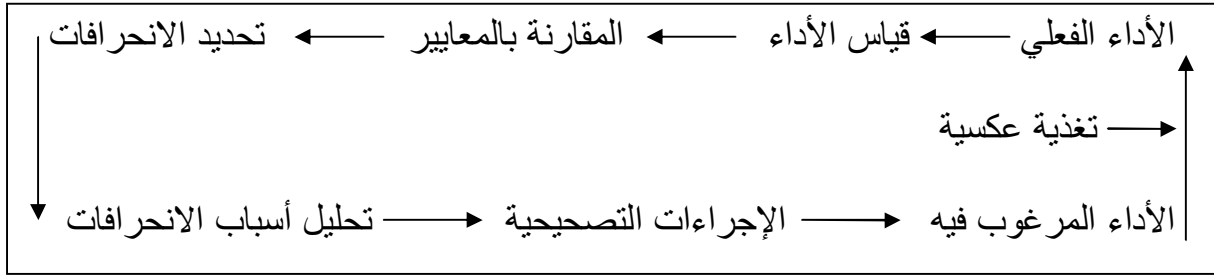 الأداء الفعلي قياس الأداء المقارنة بالمعايير تحديد الانحرافات
تغذية عكسية
الأداء المرغوب فيه الإجراءات التصحيحية تحليل أسباب الانحرافات